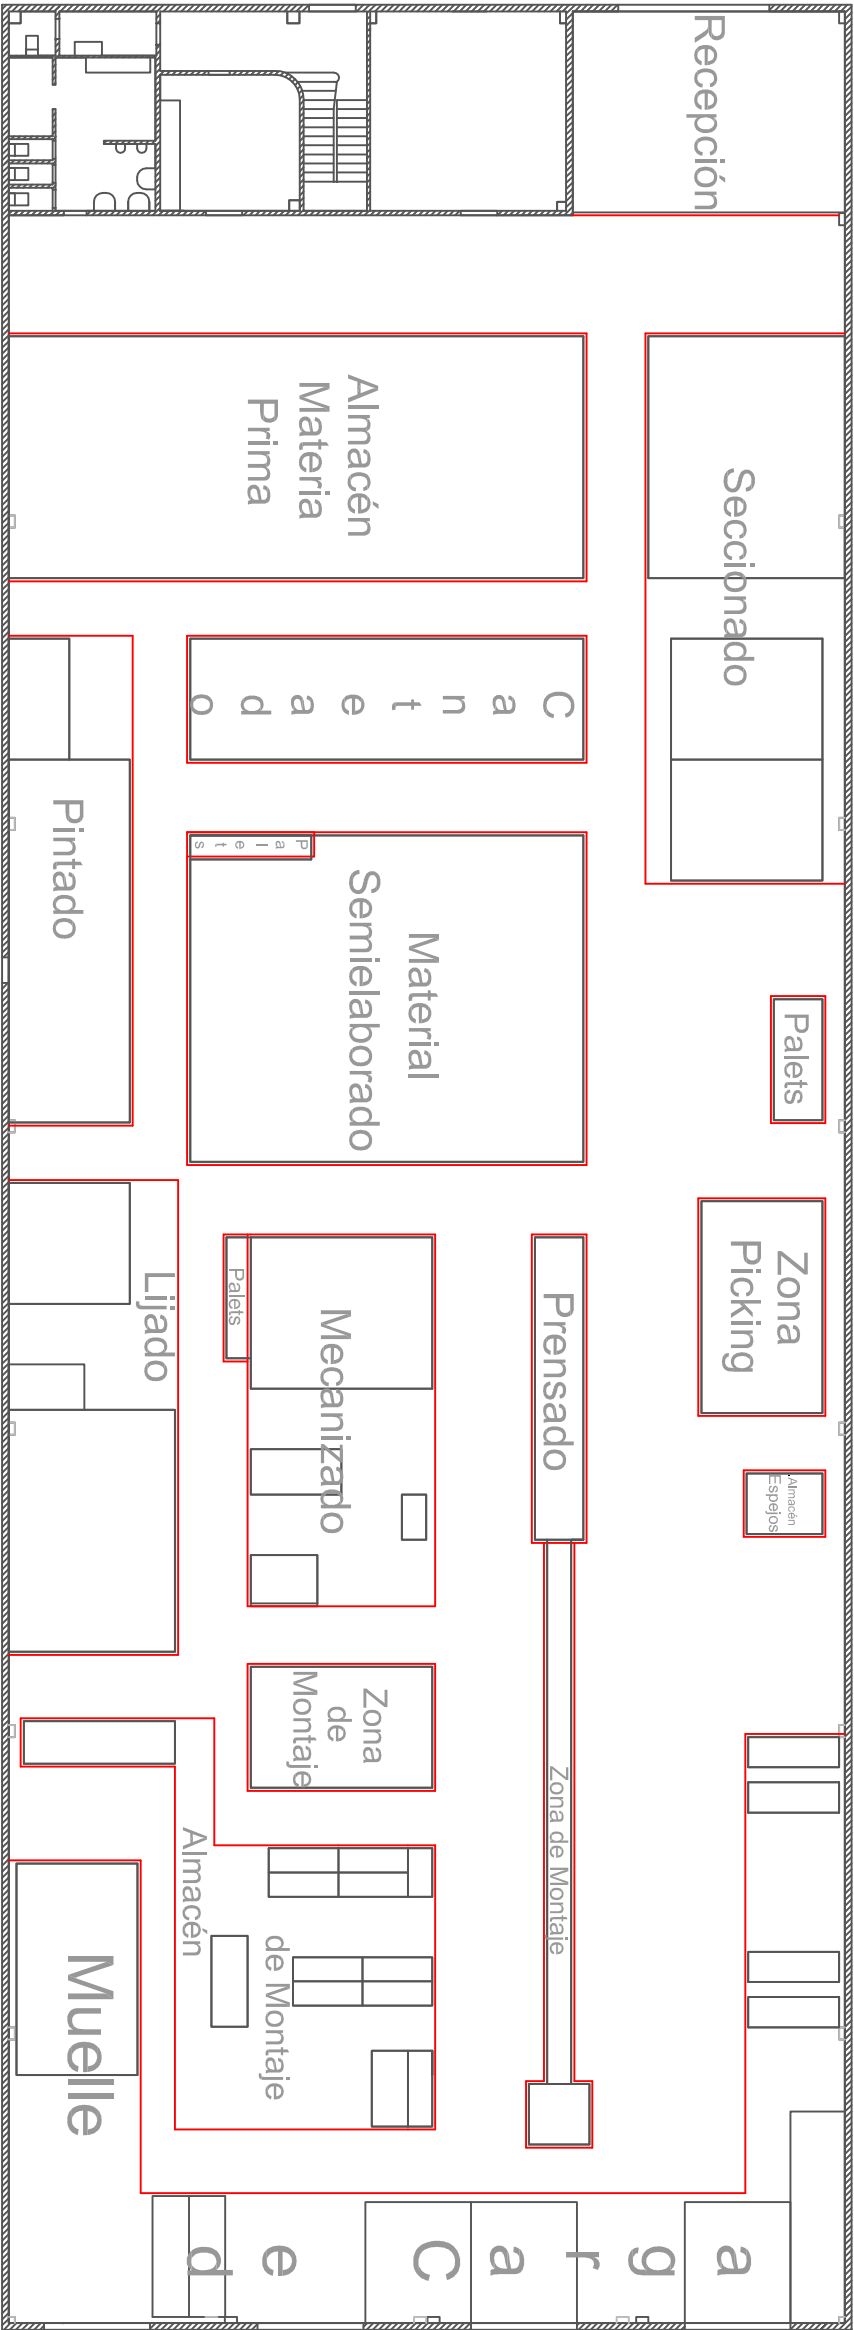 Recepción
Almacén
Materia
Prima
Seccionado
Canteado
Pintado
Palets
Material
Semielaborado
Palets
Zona
Picking
Lijado
Palets
Mecanizado
Prensado
Almacén
Espejos
Zona
de
Montaje
Zona de Montaje
Almacén
de Montaje
Muelle
de Carga